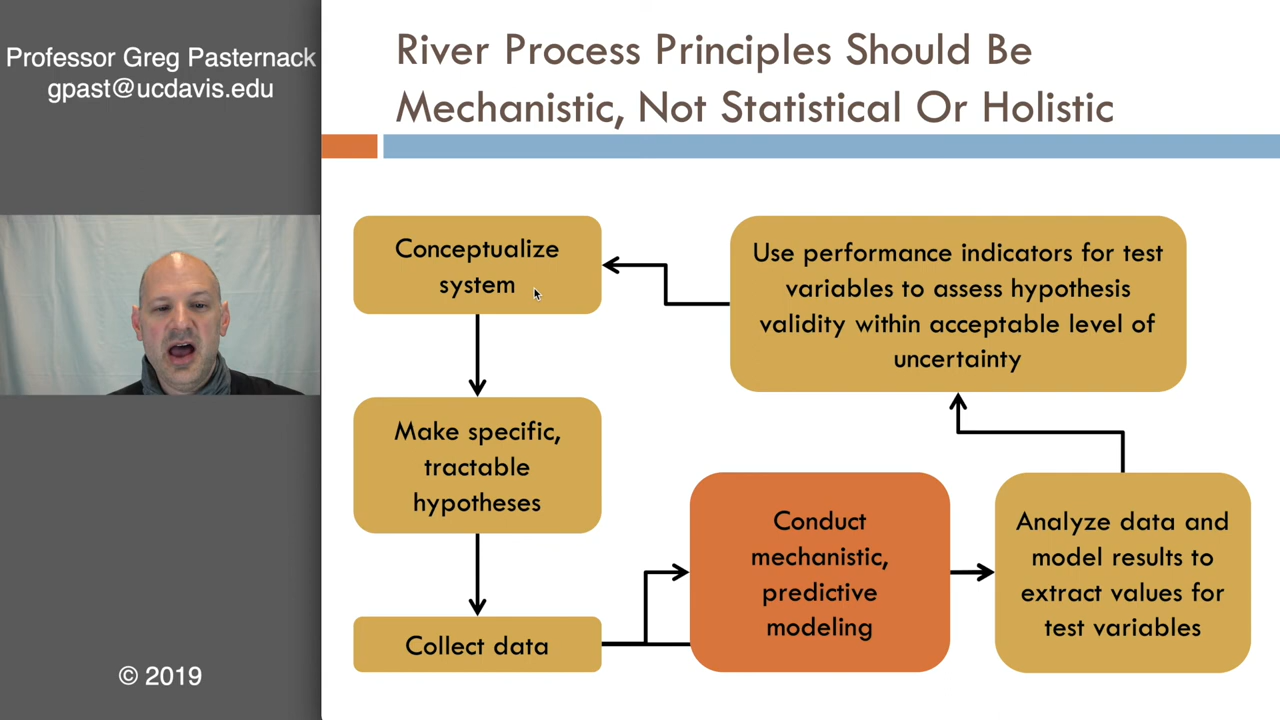 Professor Greg Pasternack
gpast@ucdavis.edu
River Process Principles Should Be
Mechanistic, Not Statistical Or Holistic
Conceptualize
system
Make specific,
tractable
hypotheses
Collect data
Conduct
mechanistic,
predictive
modeling
Analyze data and
model results to
extract values for
test variables
Use performance indicators for test
variables to assess hypothesis
validity within acceptable level of
uncertainty
© 2019